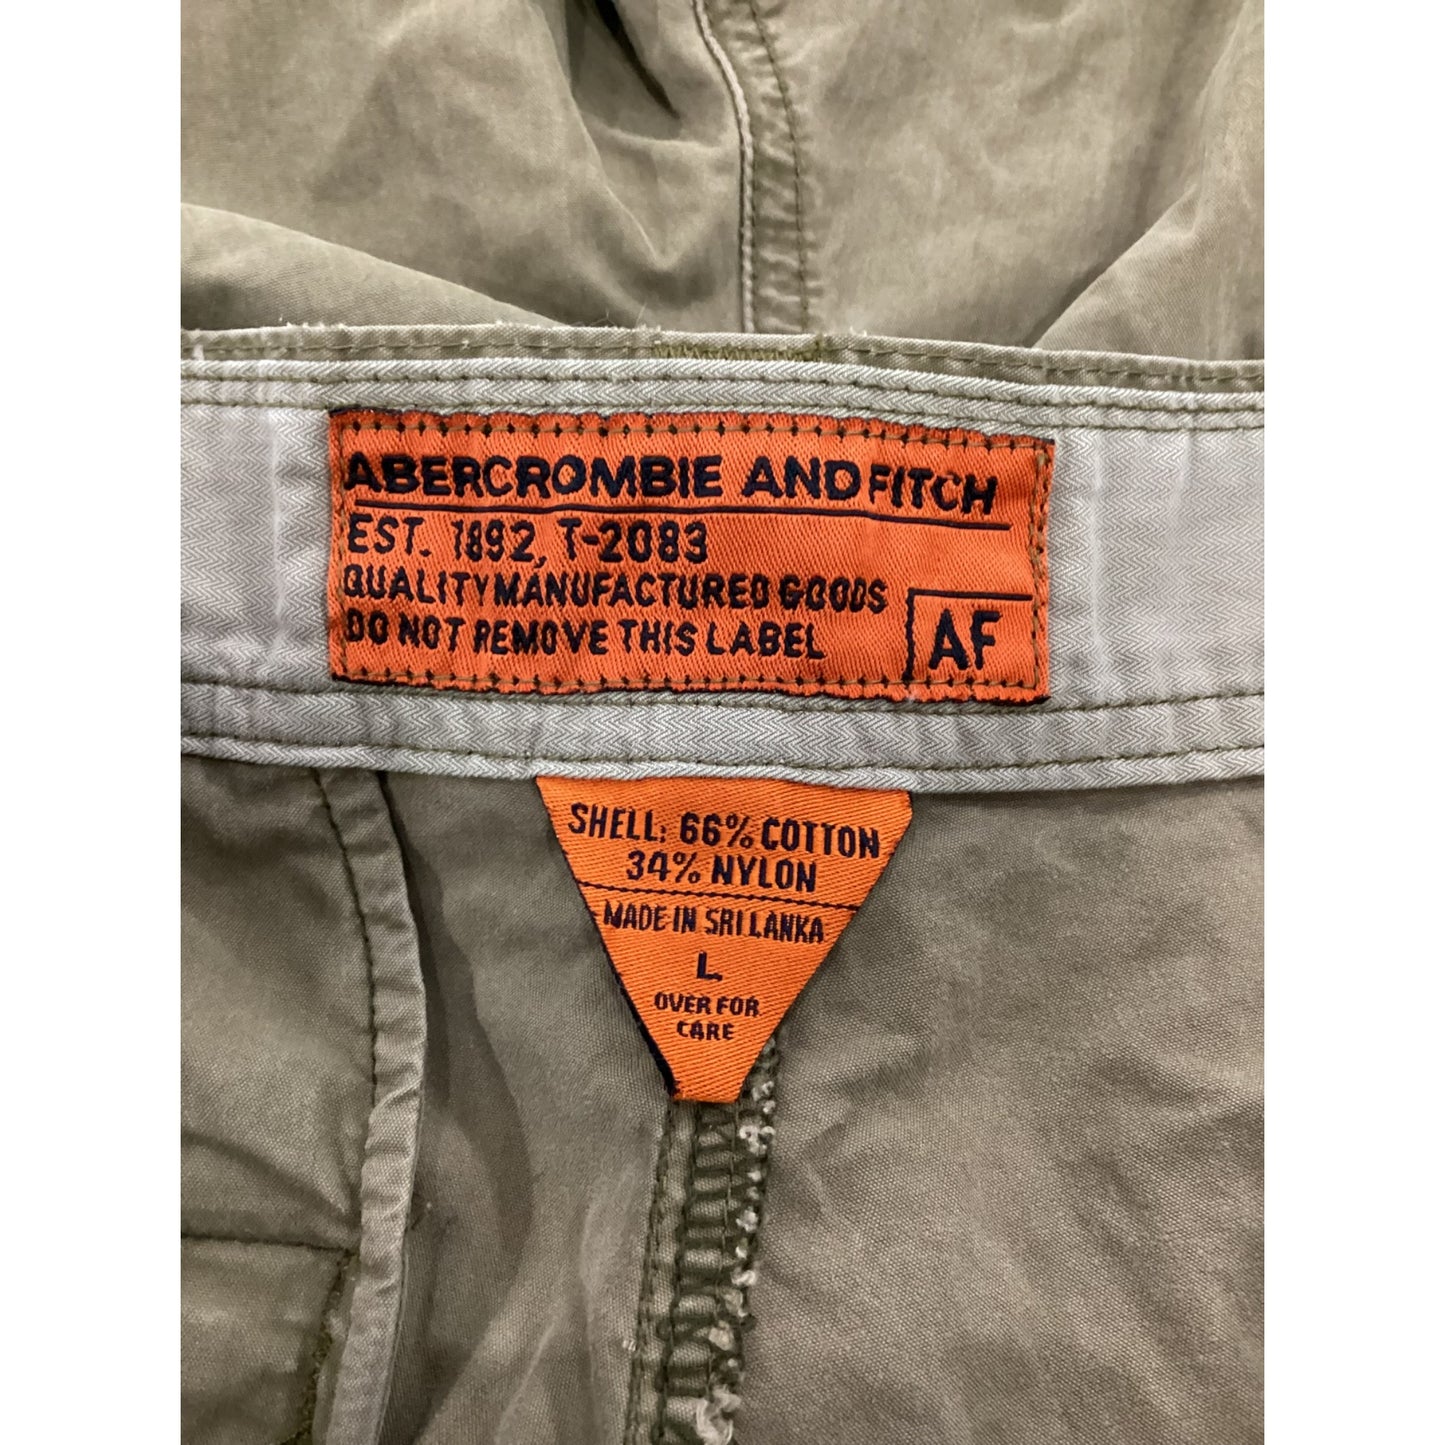 ABERCROMBIE AND FITCH
EST. 1892, T-2083
QUALITY MANUFACTURED GOODS
DO NOT REMOVE THIS LABEL
AF
SHELL: 66% COTTON
34% NYLON
MADE IN SRI LANKA
L
OVER FOR
CARE